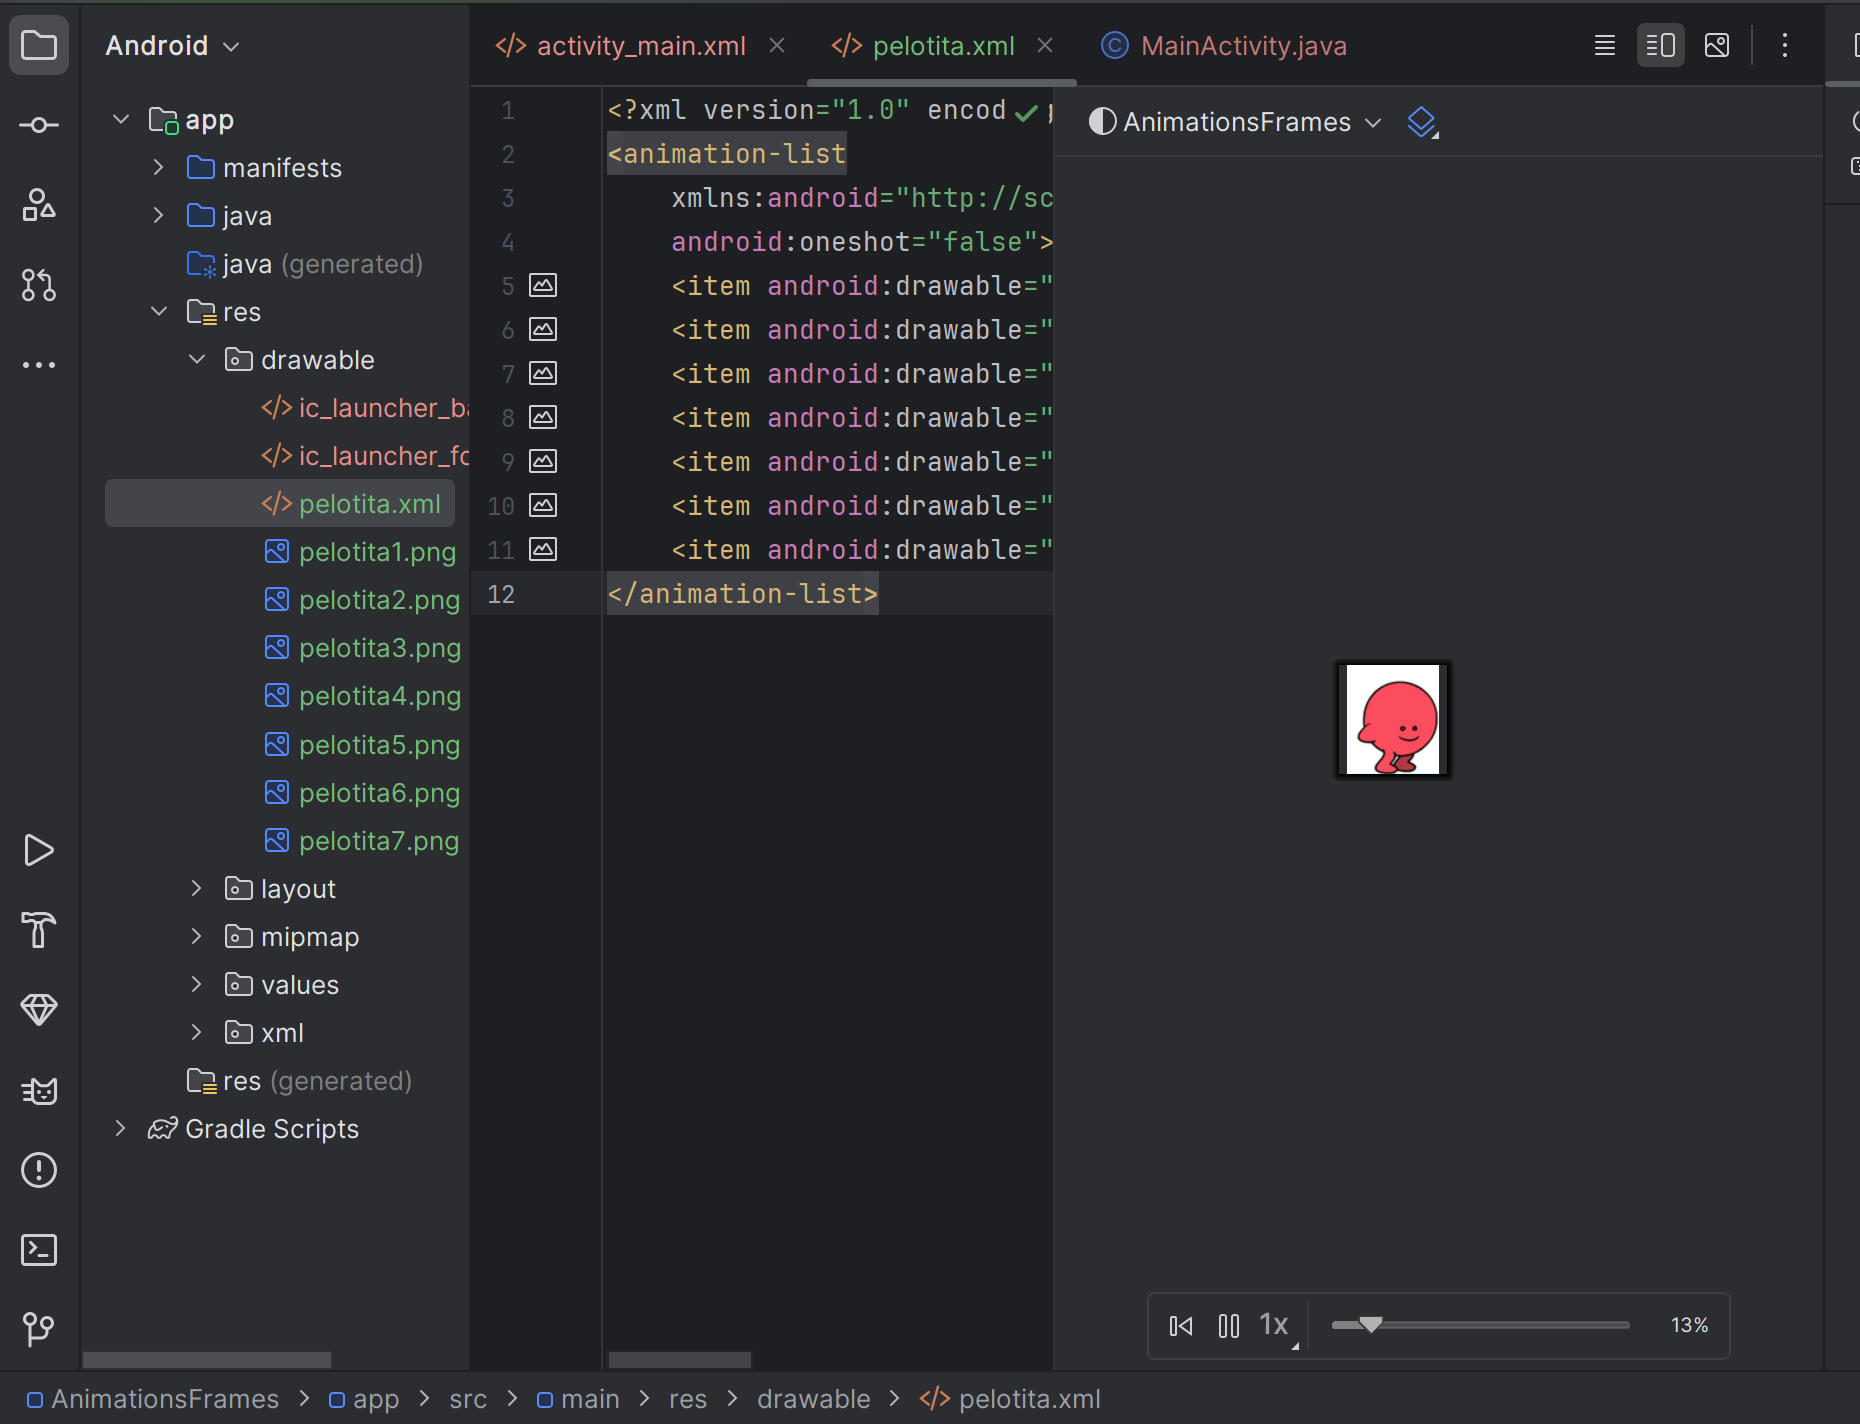 Android
activity_main.xml
pelotita.xml
MainActivity.java
app
manifests
java
java (generated)
res
drawable
ic_launcher_ba
ic_launcher_fo
pelotita.xml
pelotita1.png
pelotita2.png
pelotita3.png
pelotita4.png
pelotita5.png
pelotita6.png
pelotita7.png
layout
mipmap
values
xml
res (generated)
Gradle Scripts
1 <?xml version="1.0" encod
2 <animation-list
3 xmlns:android="http://sc
4 android:oneshot="false">
5 <item android:drawable="
6 <item android:drawable="
7 <item android:drawable="
8 <item android:drawable="
9 <item android:drawable="
10 <item android:drawable="
11 <item android:drawable="
12 </animation-list>
AnimationsFrames
1x
13%
AnimationsFrames > app > src > main > res > drawable > pelotita.xml